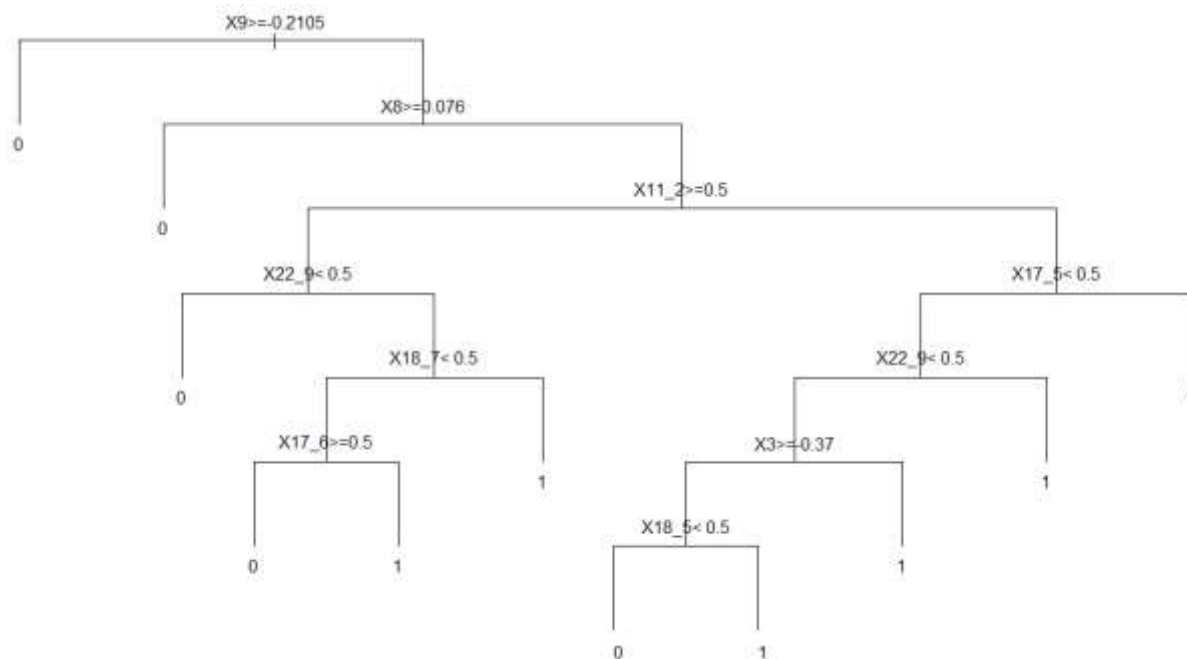 X9>=-0.2105
X8>=0.076
0
X11_2>=0.5
0
X22_9< 0.5
X17_5< 0.5
X18_7< 0.5
X22_9< 0.5
0
X17_6>=0.5
X3>=-0.37
1
1
X18_5< 0.5
0
1
1
0
1